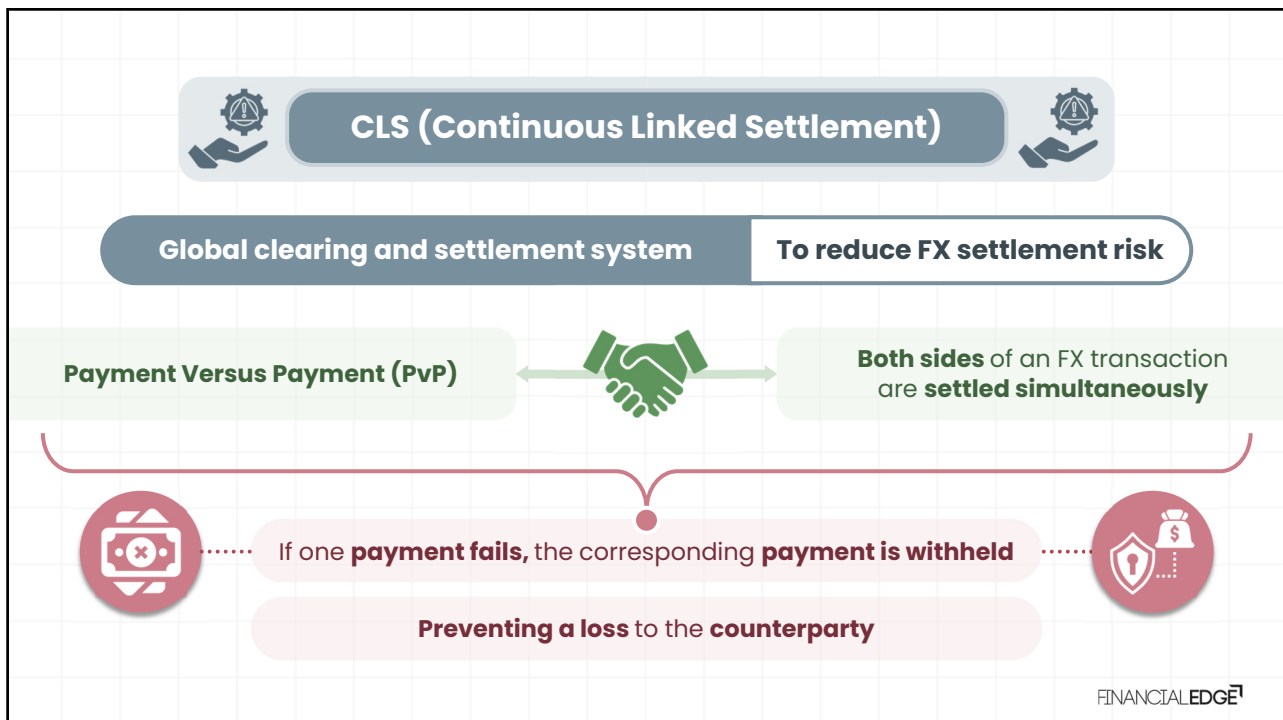 CLS (Continuous Linked Settlement)
Global clearing and settlement system
To reduce FX settlement risk
Payment Versus Payment (PvP)
Both sides of an FX transaction
are settled simultaneously
If one payment fails, the corresponding payment is withheld
$
Preventing a loss to the counterparty
FINANCIALEDGE